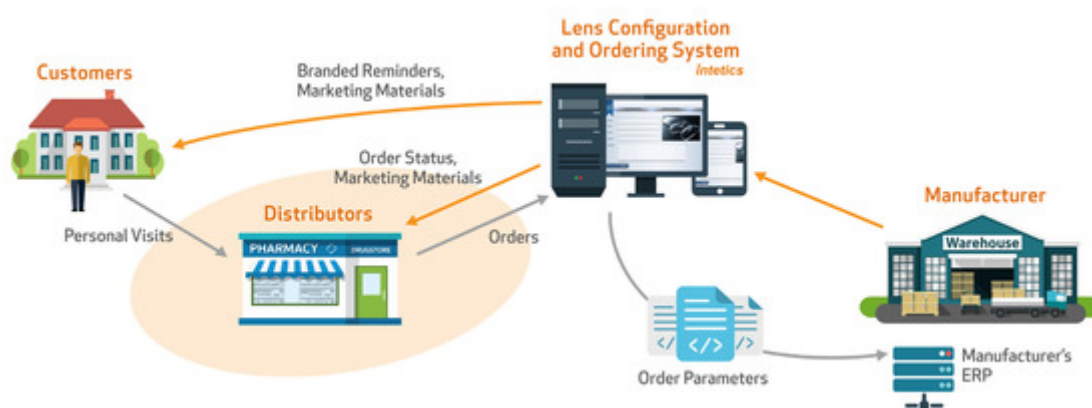 Lens Configuration
and Ordering System
Intetics
Customers
Branded Reminders,
Marketing Materials
Order Status,
Marketing Materials
Manufacturer
Distributors
Personal Visits
Orders
PHARMACY
DRUGSTORE
Warehouse
</>
</>
</>
Order Parameters
Manufacturer's
ERP